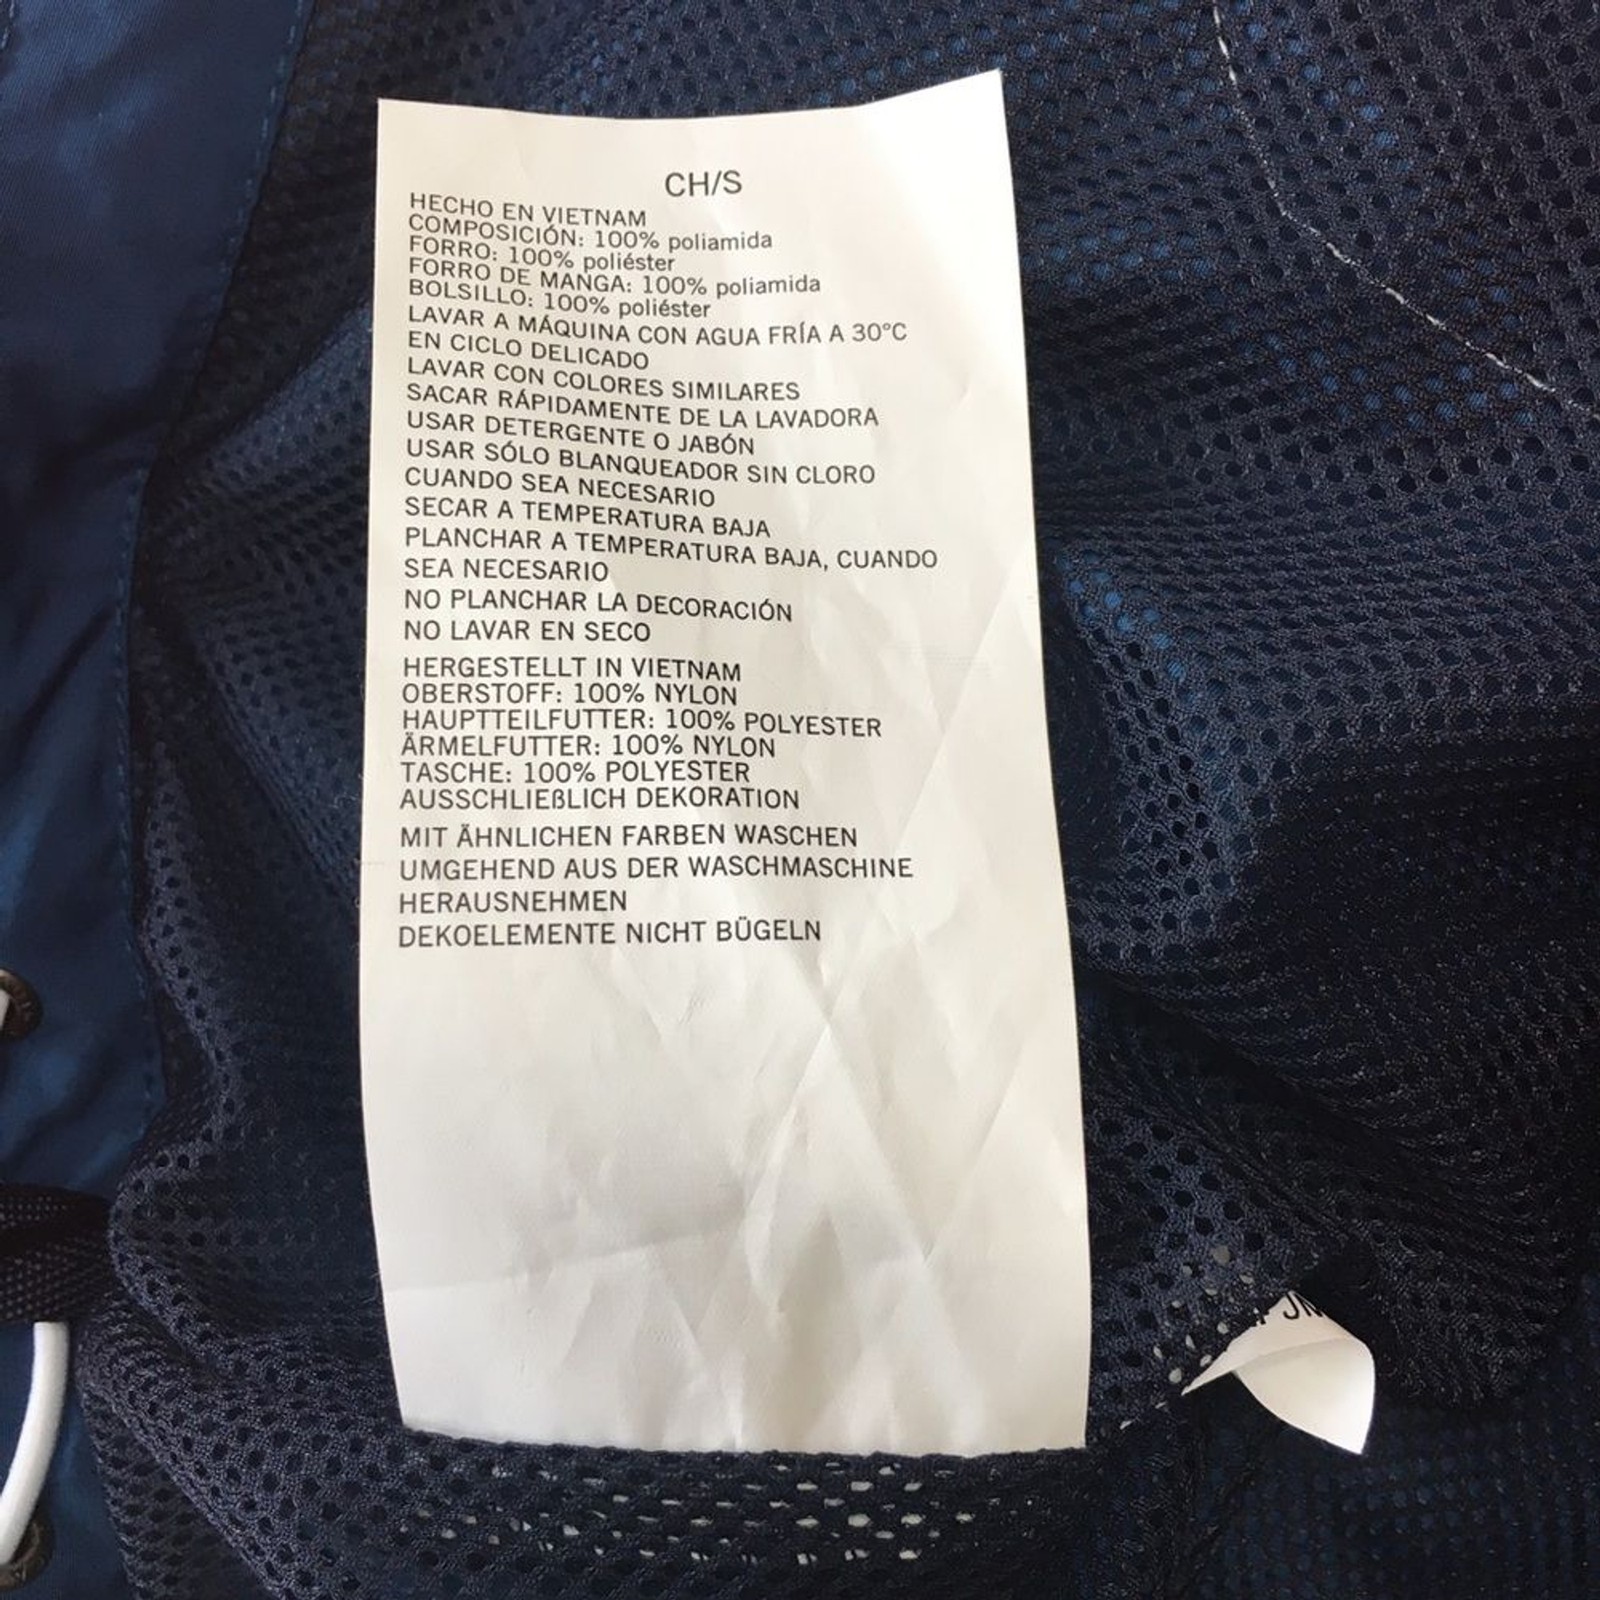 CH/S
HECHO EN VIETNAM
COMPOSICIÓN: 100% poliamida
FORRO: 100% poliéster
FORRO DE MANGA: 100% poliamida
BOLSILLO: 100% poliéster
LAVAR A MÁQUINA CON AGUA FRÍA A 30°C
EN CICLO DELICADO
LAVAR CON COLORES SIMILARES
SACAR RÁPIDAMENTE DE LA LAVADORA
USAR DETERGENTE O JABÓN
USAR SÓLO BLANQUEADOR SIN CLORO
CUANDO SEA NECESARIO
SECAR A TEMPERATURA BAJA
PLANCHAR A TEMPERATURA BAJA, CUANDO
SEA NECESARIO
NO PLANCHAR LA DECORACIÓN
NO LAVAR EN SECO
HERGESTELLT IN VIETNAM
OBERSTOFF: 100% NYLON
HAUPTTEILFUTTER: 100% POLYESTER
ÄRMELFUTTER: 100% NYLON
TASCHE: 100% POLYESTER
AUSSCHLIEßLICH DEKORATION
MIT ÄHNLICHEN FARBEN WASCHEN
UMGEHEND AUS DER WASCHMASCHINE
HERAUSNEHMEN
DEKOELEMENTE NICHT BÜGELN